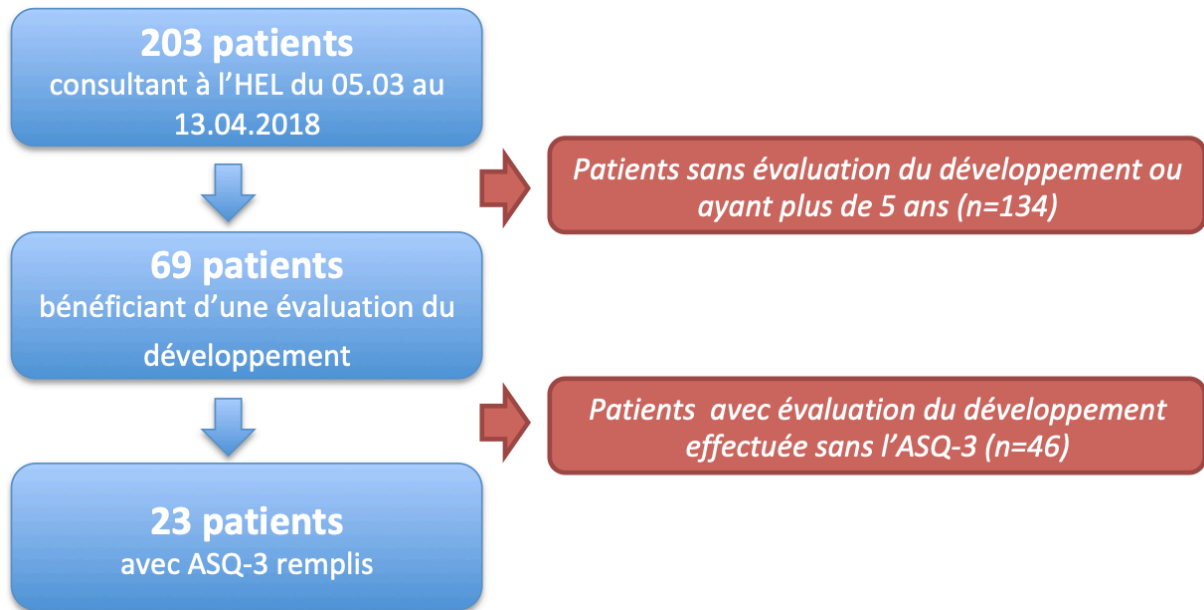 203 patients
consultant à l’HEL du 05.03 au
13.04.2018
Patients sans évaluation du développement ou
ayant plus de 5 ans (n=134)
69 patients
bénéficiant d’une évaluation du
développement
Patients avec évaluation du développement
effectuée sans l’ASQ-3 (n=46)
23 patients
avec ASQ-3 remplis